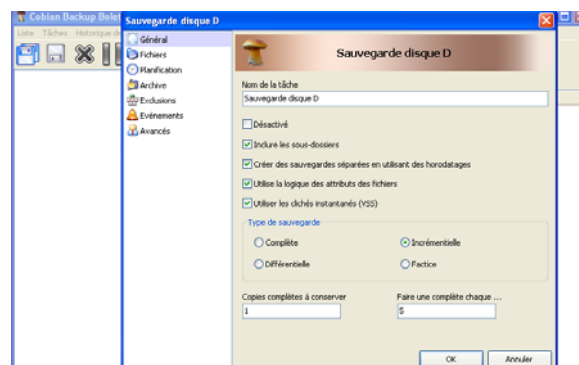 Cobian Backup Bolet
Sauvegarde disque D
Liste Tâches Historique de
Général
Fichiers
Planification
Archive
Exclusions
Evénements
Avancés
Sauvegarde disque D
Nom de la tâche
Sauvegarde disque D
Désactivé
Inclure les sous-dossiers
Créer des sauvegardes séparées en utilisant des horodatages
Utilise la logique des attributs des fichiers
Utiliser les clichés instantanés (VSS)
Type de sauvegarde
Complète Incrémentielle
Différentielle Factice
Copies complètes à conserver Faire une complète chaque ...
1 5
OK Annuler